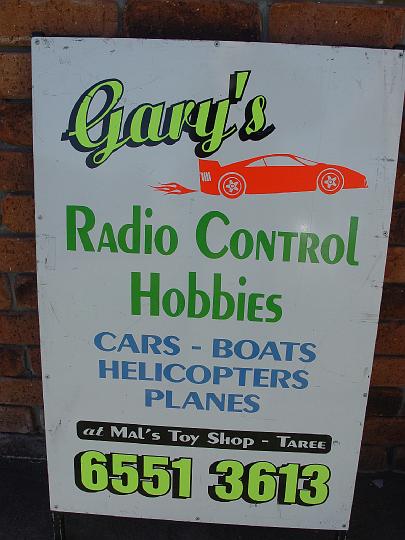 Gary's
Radio Control
Hobbies
CARS - BOATS
HELICOPTERS
PLANES
at Mal's Toy Shop - Taree
6551 3613